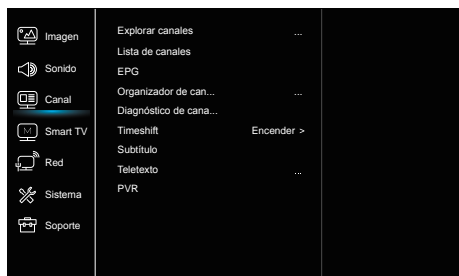 Imagen
Sonido
Canal
Smart TV
Red
Sistema
Soporte
Explorar canales ...
Lista de canales
EPG
Organizador de can... ...
Diagnóstico de cana...
Timeshift Encender >
Subtítulo
Teletexto ...
PVR